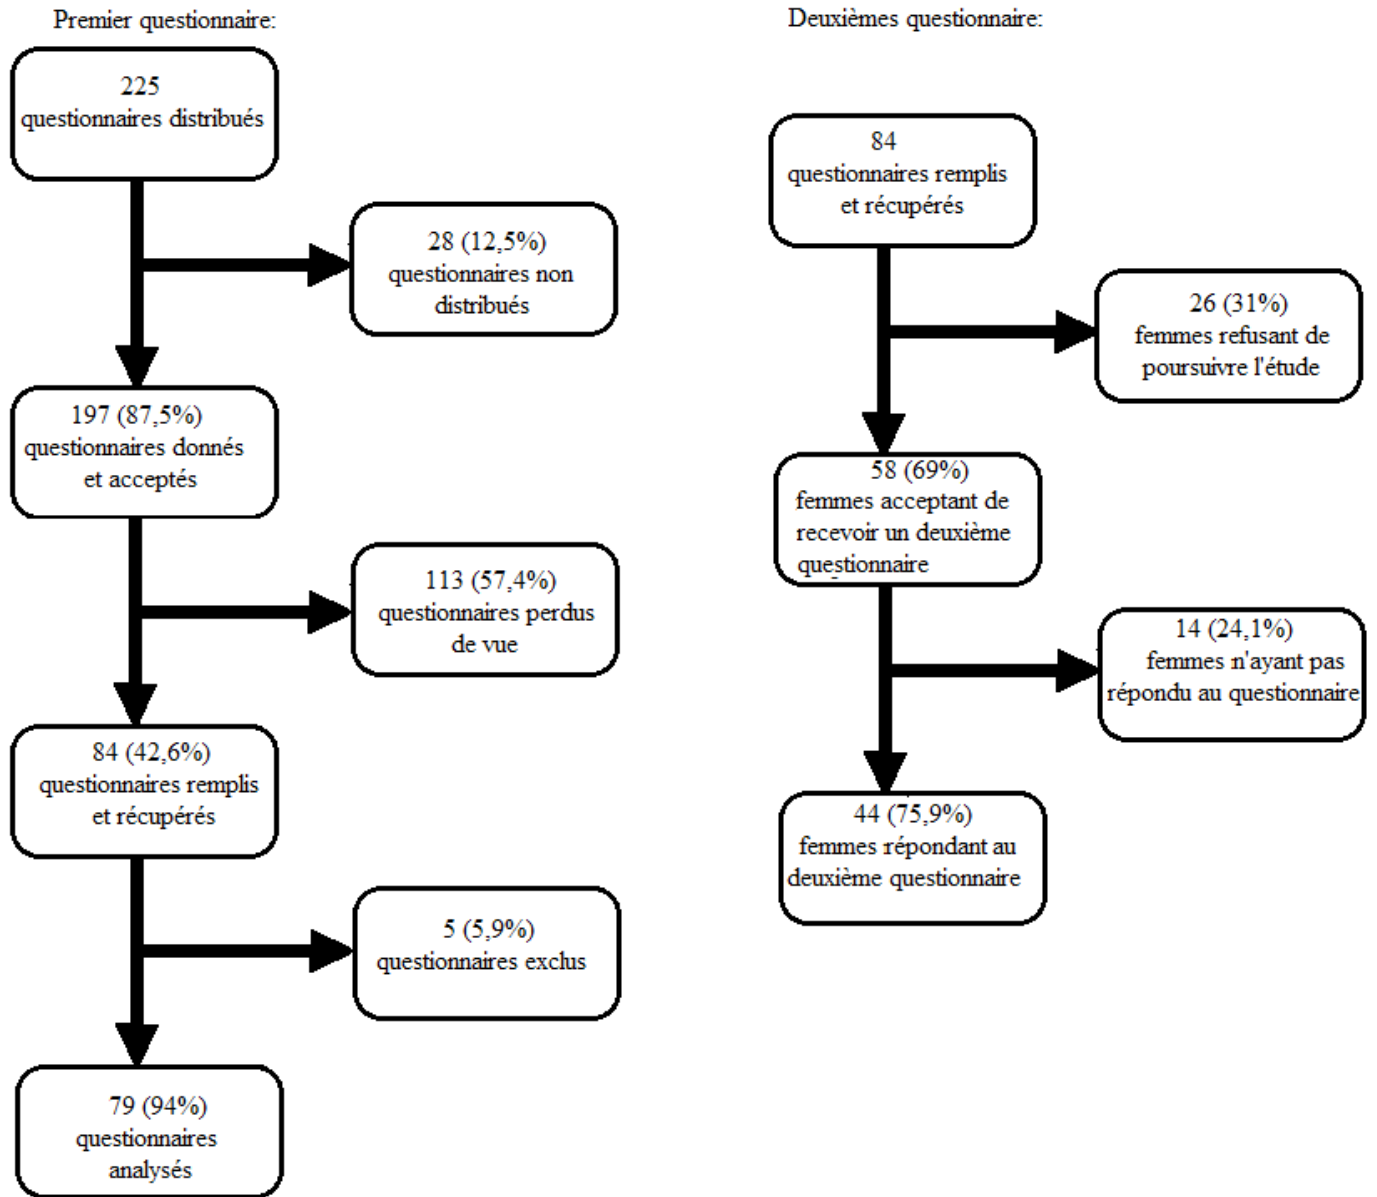 Premier questionnaire:
225
questionnaires distribués
28 (12,5%)
questionnaires non
distribués
197 (87,5%)
questionnaires donnés
et acceptés
113 (57,4%)
questionnaires perdus
de vue
84 (42,6%)
questionnaires remplis
et récupérés
5 (5,9%)
questionnaires exclus
79 (94%)
questionnaires
analysés
Deuxièmes questionnaire:
84
questionnaires remplis
et récupérés
26 (31%)
femmes refusant de
poursuivre l'étude
58 (69%)
femmes acceptant de
recevoir un deuxième
questionnaire
14 (24,1%)
femmes n'ayant pas
répondu au questionnaire
44 (75,9%)
femmes répondant au
deuxième questionnaire